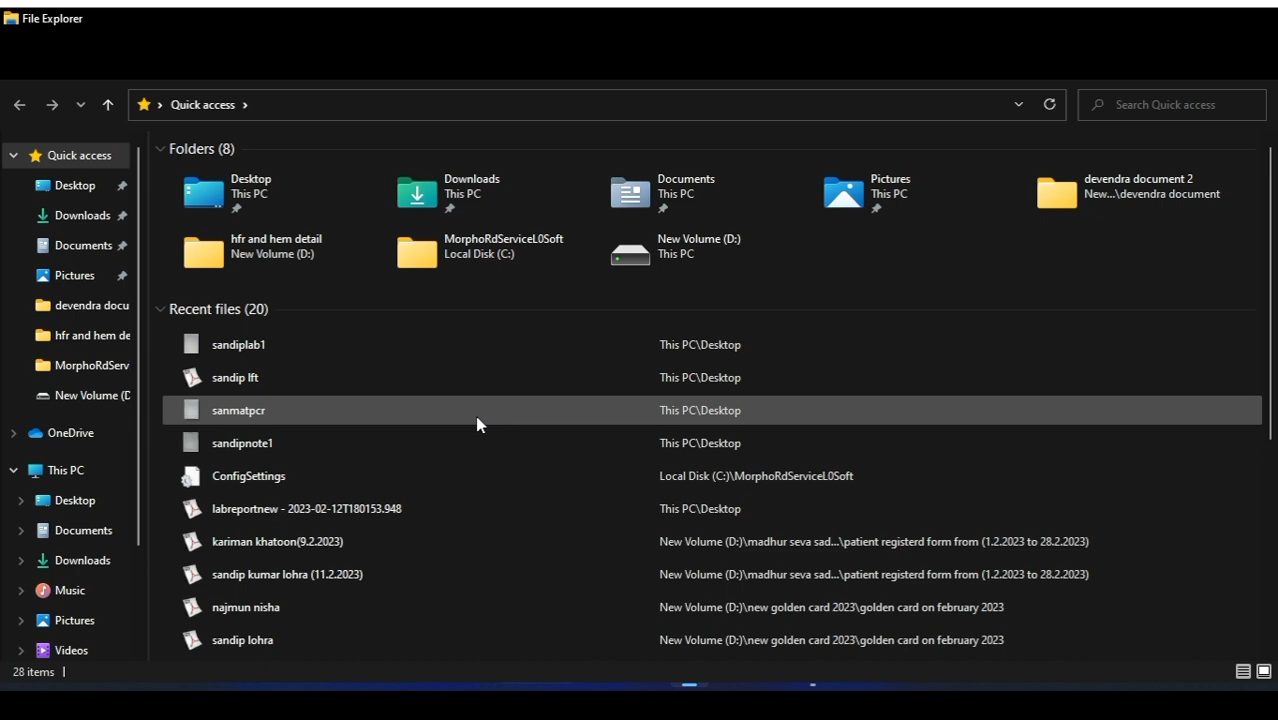 File Explorer
Quick access
Search Quick access
Quick access
Desktop
Downloads
Documents
Pictures
devendra docu
hfr and hem de
MorphoRdServ
New Volume (D
OneDrive
This PC
Desktop
Documents
Downloads
Music
Pictures
Videos
Folders (8)
Desktop
This PC
Downloads
This PC
Documents
This PC
Pictures
This PC
devendra document 2
New...\devendra document
hfr and hem detail
New Volume (D:)
MorphoRdServiceL0Soft
Local Disk (C:)
New Volume (D:)
This PC
Recent files (20)
sandiplab1 This PC\Desktop
sandip lft This PC\Desktop
sanmatpcr This PC\Desktop
sandipnote1 This PC\Desktop
ConfigSettings Local Disk (C:)\MorphoRdServiceL0Soft
labreportnew - 2023-02-12T180153.948 This PC\Desktop
kariman khatoon(9.2.2023) New Volume (D:)\madhur seva sad...\patient registerd form from (1.2.2023 to 28.2.2023)
sandip kumar lohra (11.2.2023) New Volume (D:)\madhur seva sad...\patient registerd form from (1.2.2023 to 28.2.2023)
najmun nisha New Volume (D:)\new golden card 2023\golden card on february 2023
sandip lohra New Volume (D:)\new golden card 2023\golden card on february 2023
28 items